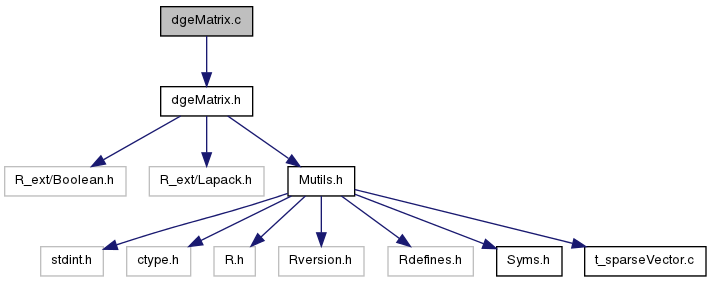 dgeMatrix.c
dgeMatrix.h
R_ext/Boolean.h
R_ext/Lapack.h
Mutils.h
stdint.h
ctype.h
R.h
Rversion.h
Rdefines.h
Syms.h
t_sparseVector.c